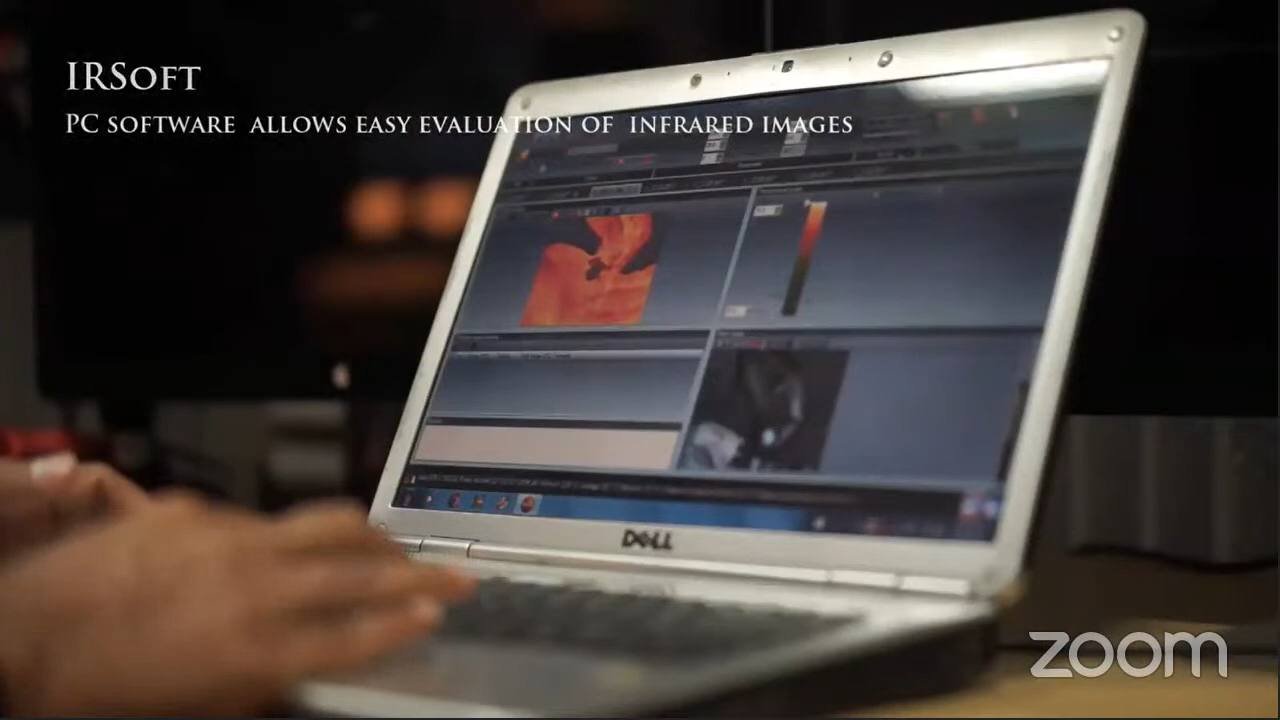 IRSoft
PC software allows easy evaluation of infrared images
DELL
zoom